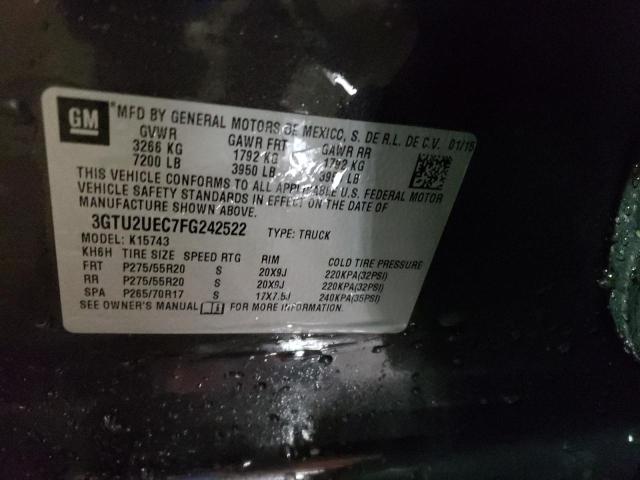 GM
*MFD BY GENERAL MOTORS DE MEXICO, S. DE R.L. DE C.V. 01/15
GVWR GAWR FRT GAWR RR
3266 KG 1792 KG 1792 KG
7200 LB 3950 LB 3950 LB
THIS VEHICLE CONFORMS TO ALL APPLICABLE U.S. FEDERAL MOTOR
VEHICLE SAFETY STANDARDS IN EFFECT ON THE DATE OF
MANUFACTURE SHOWN ABOVE.
3GTU2UEC7FG242522 TYPE: TRUCK
MODEL: K15743
KH6H TIRE SIZE SPEED RTG RIM COLD TIRE PRESSURE
FRT P275/55R20 S 20X9J 220KPA(32PSI)
RR P275/55R20 S 20X9J 220KPA(32PSI)
SPA P265/70R17 S 17X7.5J 240KPA(35PSI)
SEE OWNER'S MANUAL FOR MORE INFORMATION.